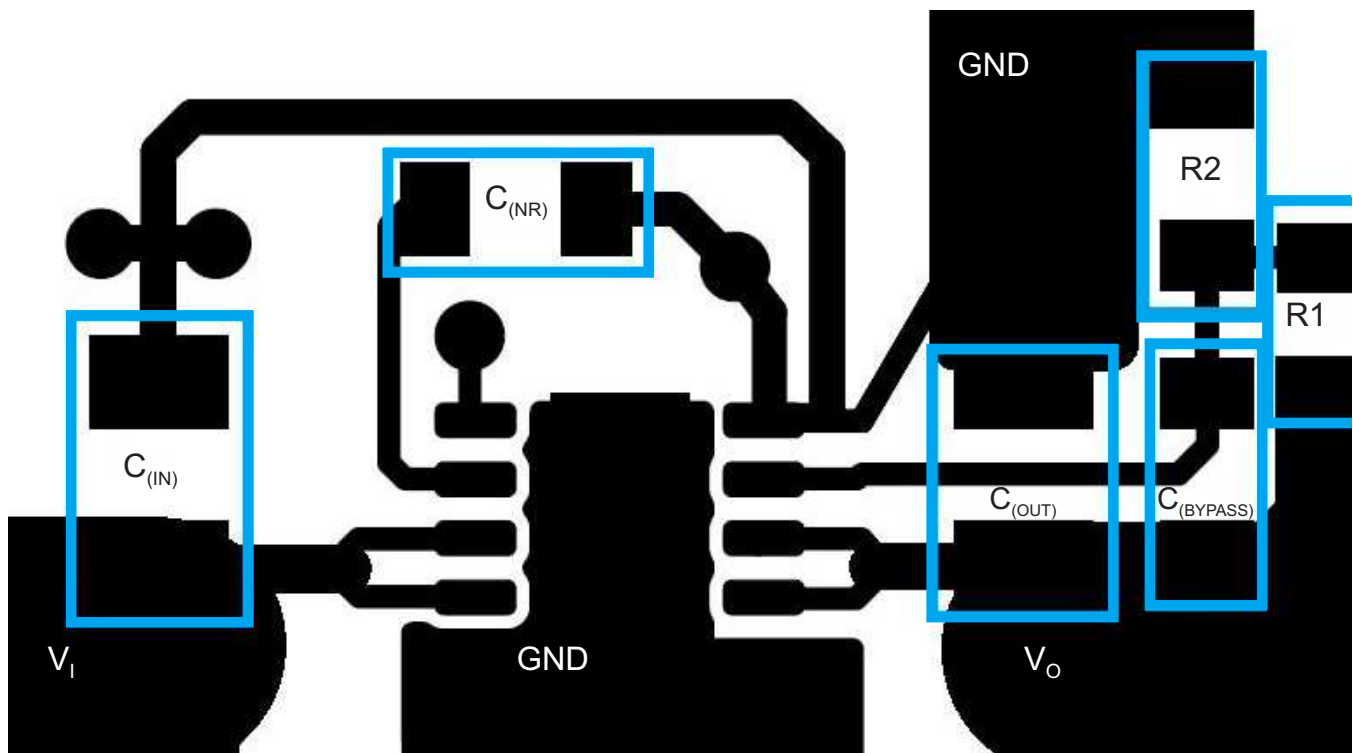 GND
R2
C(NR)
R1
C(IN)
C(OUT)
C(BYPASS)
VI
GND
VO